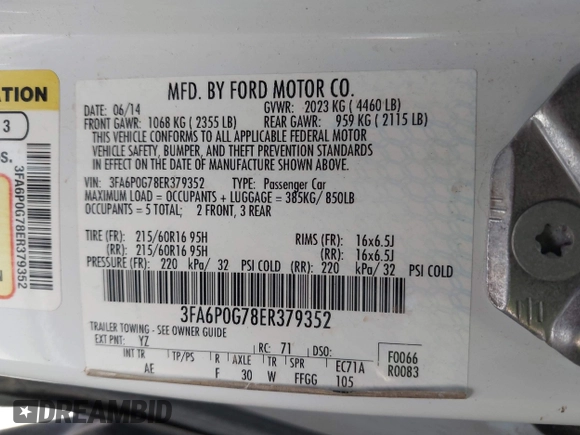 MFD. BY FORD MOTOR CO.
DATE: 06/14 GVWR: 2023 KG ( 4460 LB)
FRONT GAWR: 1068 KG ( 2355 LB) REAR GAWR: 959 KG ( 2115 LB)
THIS VEHICLE CONFORMS TO ALL APPLICABLE FEDERAL MOTOR
VEHICLE SAFETY, BUMPER, AND THEFT PREVENTION STANDARDS
IN EFFECT ON THE DATE OF MANUFACTURE SHOWN ABOVE.
VIN: 3FA6P0G78ER379352 TYPE: Passenger Car
MAXIMUM LOAD = OCCUPANTS + LUGGAGE = 385KG/ 850LB
OCCUPANTS = 5 TOTAL; 2 FRONT, 3 REAR
TIRE (FR): 215/60R16 95H RIMS (FR): 16x6.5J
(RR): 215/60R16 95H (RR): 16x6.5J
PRESSURE (FR): 220 kPa/ 32 PSI COLD (RR): 220 kPa/ 32 PSI COLD
3FA6P0G78ER379352
TRAILER TOWING - SEE OWNER GUIDE
EXT PNT: YZ RC: 71 DSO: F0066
INT TR TP/PS R AXLE TR SPR EC71A R0083
AE F 30 W FFGG 105
ATION
3
S.
3FA6P0G78ER379352
N
DREAMBID